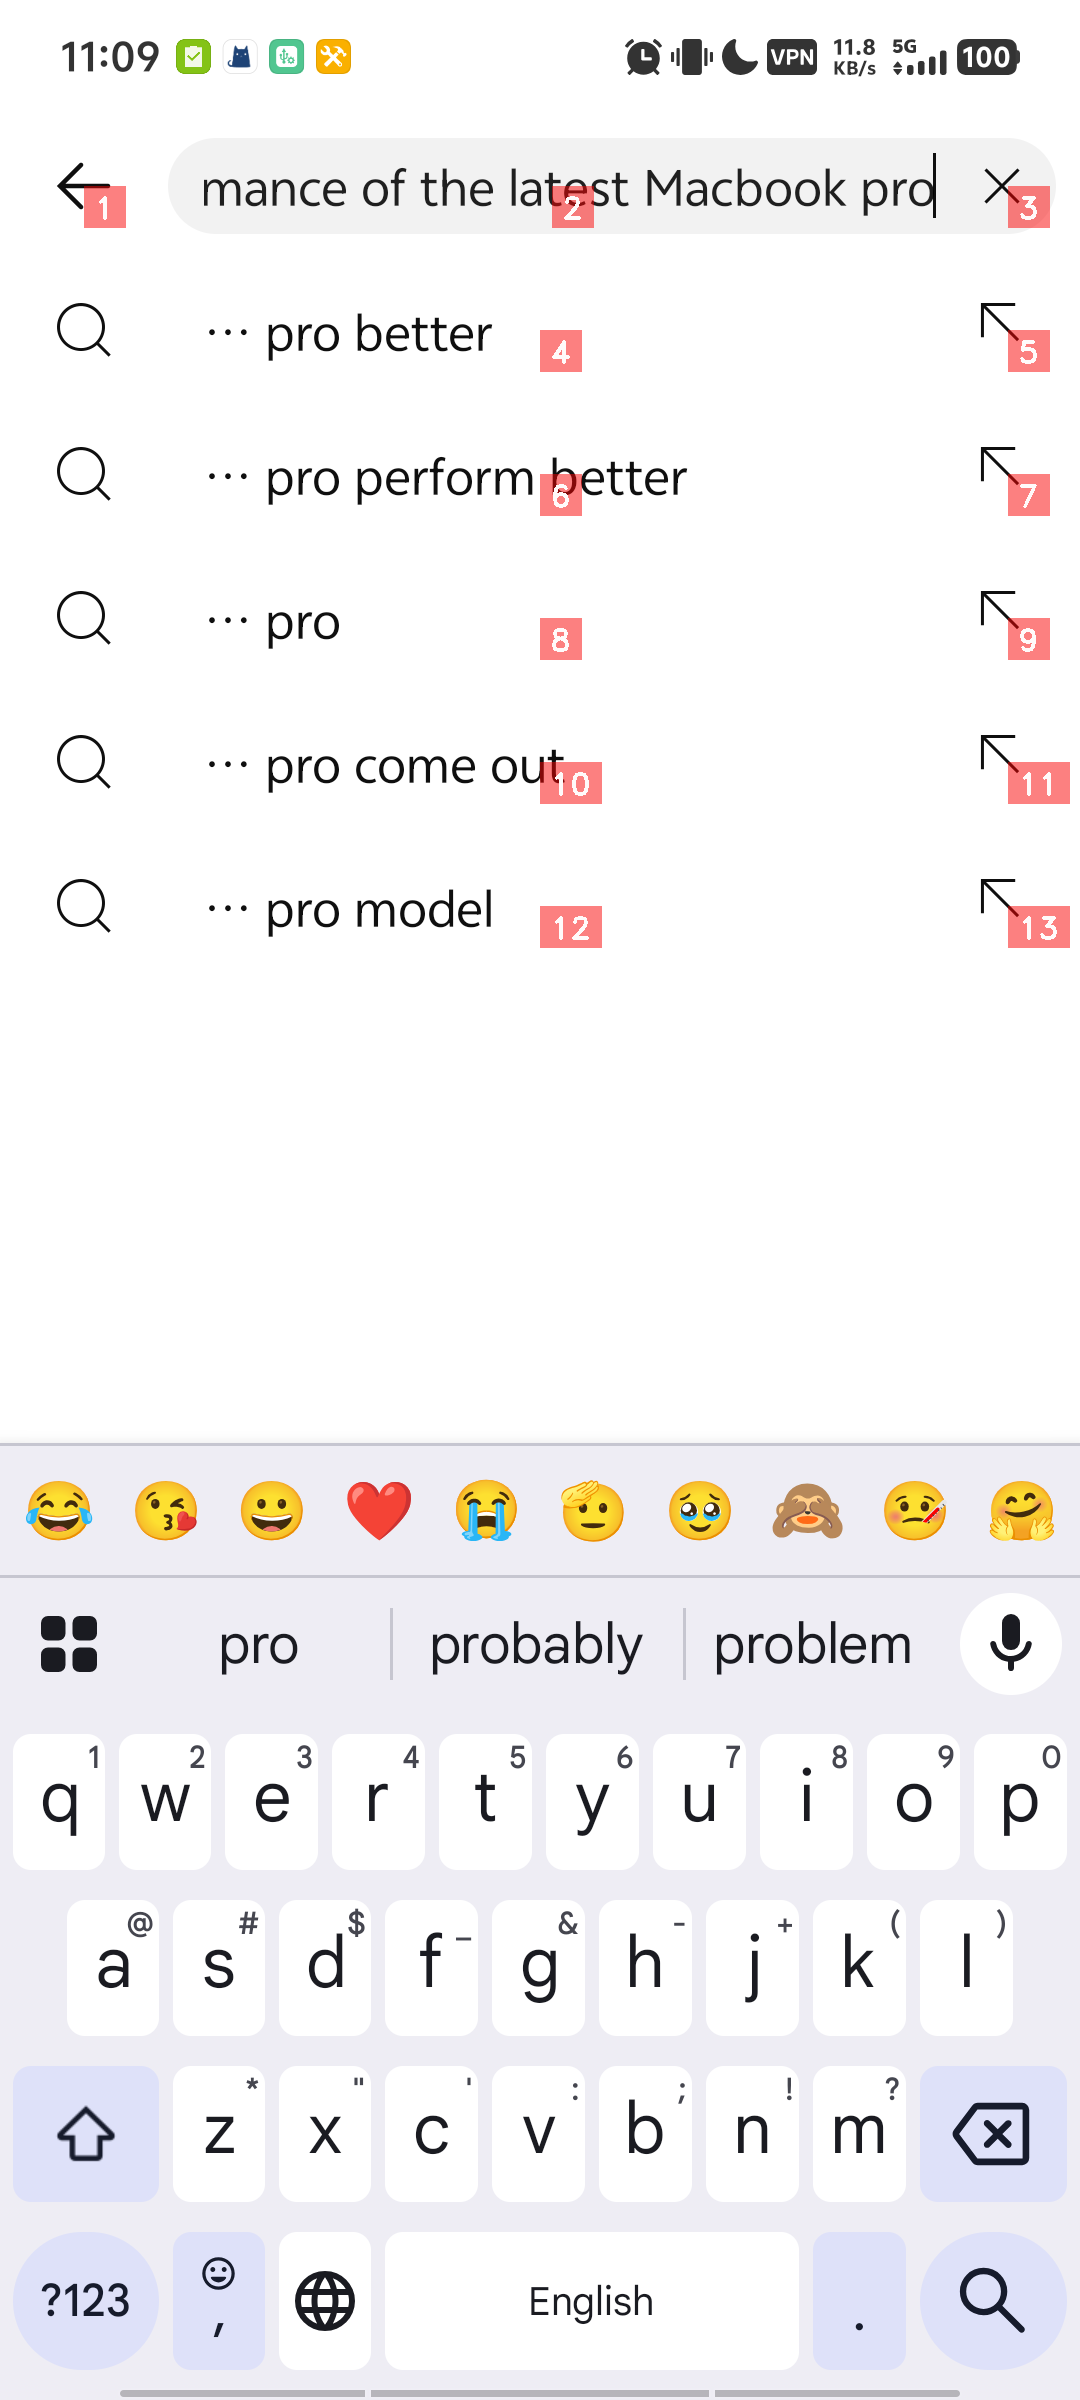 11:09 VPN 11.8 KB/s 5G 100
mance of the latest Macbook pro
1 2 3
··· pro better
4 5
··· pro perform better
6 7
··· pro
8 9
··· pro come out
10 11
··· pro model
12 13
pro probably problem
q 1 w 2 e 3 r 4 t 5 y 6 u 7 i 8 o 9 p 0
a @ s # d $ f _ g & h - j + k ( l )
z * x " c ' v : b ; n ! m ?
?123 , English .